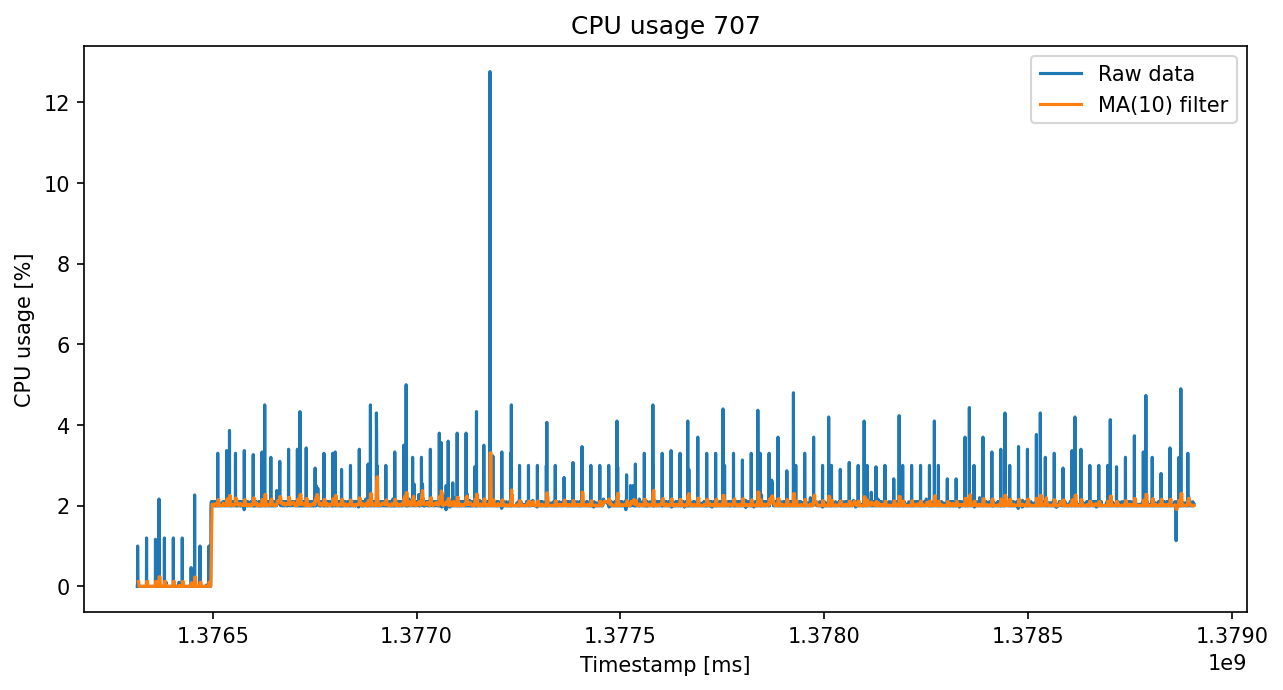 CPU usage 707
Raw data
MA(10) filter
CPU usage [%]
12
10
8
6
4
2
0
1.3765 1.3770 1.3775 1.3780 1.3785 1.3790
1e9
Timestamp [ms]